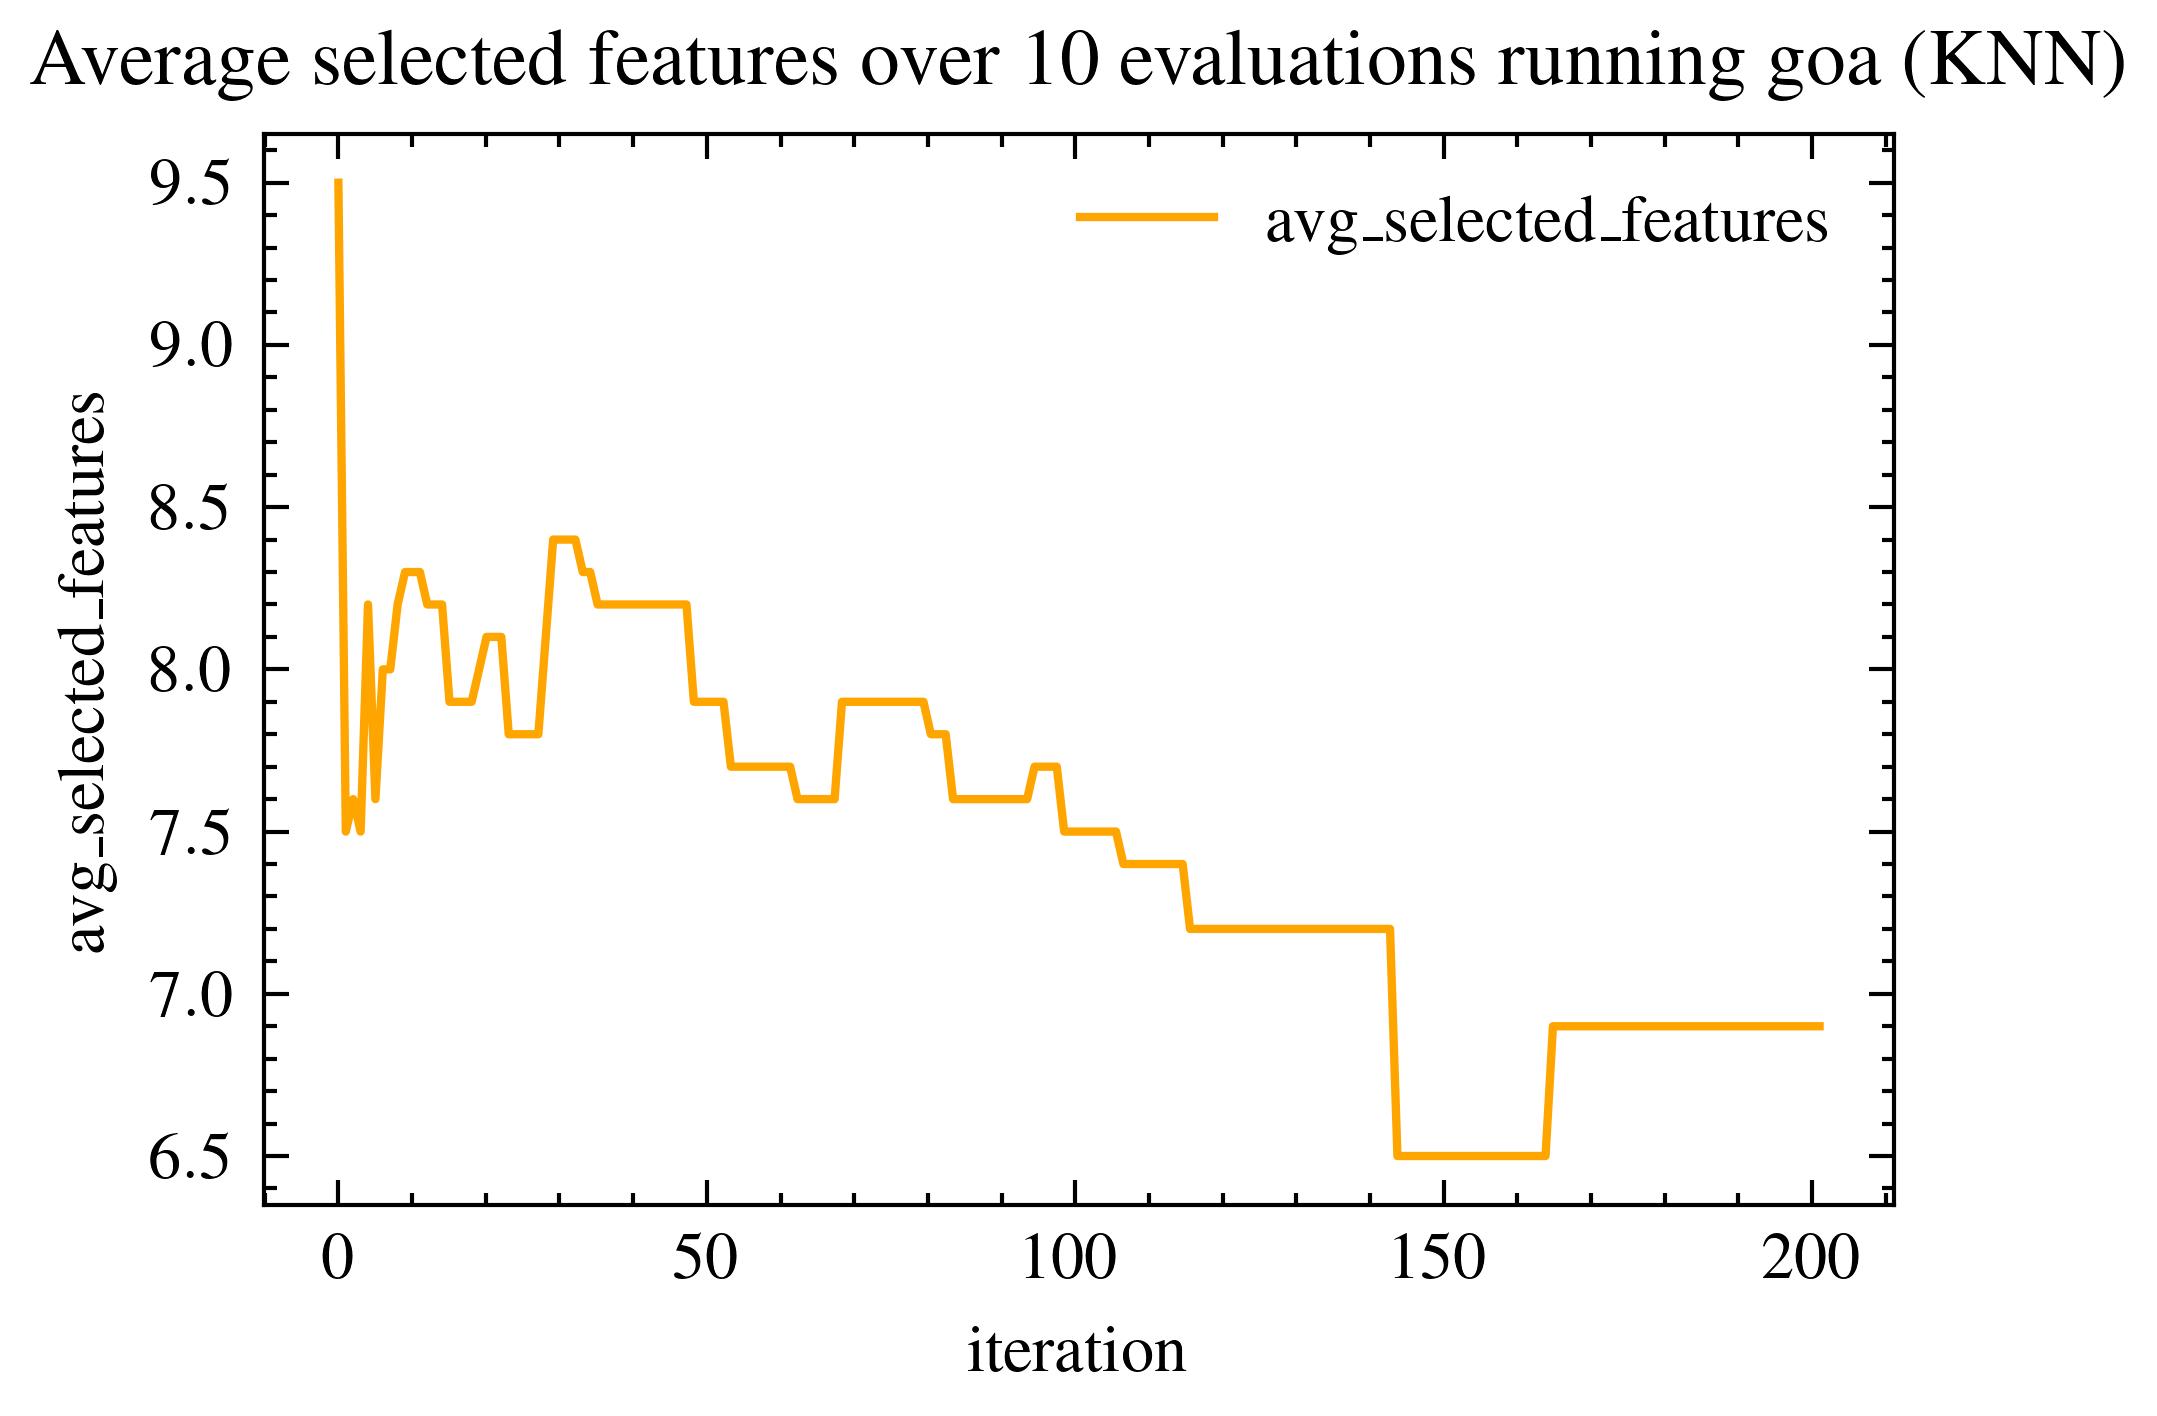 Average selected features over 10 evaluations running goa (KNN)
avg_selected_features
9.5
9.0
8.5
8.0
7.5
7.0
6.5
avg_selected_features
0 50 100 150 200
iteration